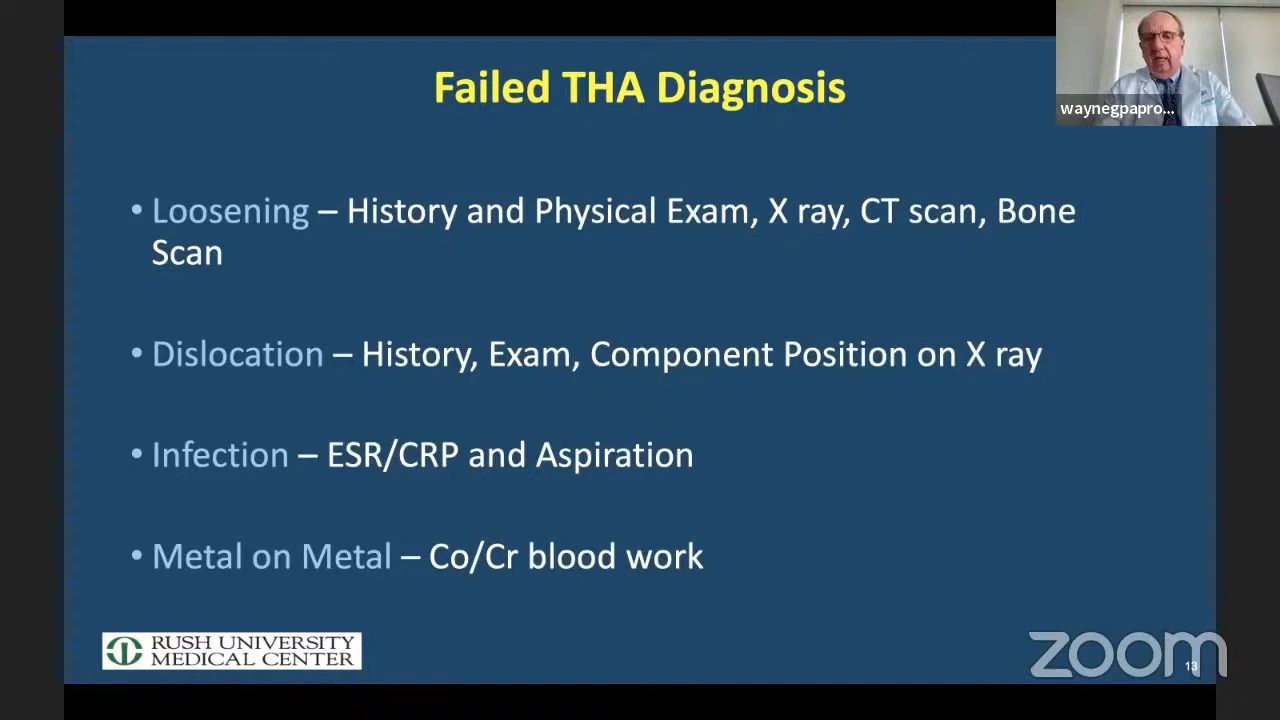 Failed THA Diagnosis
waynegpapro...
• Loosening – History and Physical Exam, X ray, CT scan, Bone
Scan
• Dislocation – History, Exam, Component Position on X ray
• Infection – ESR/CRP and Aspiration
• Metal on Metal – Co/Cr blood work
RUSH UNIVERSITY
MEDICAL CENTER
zoom
13